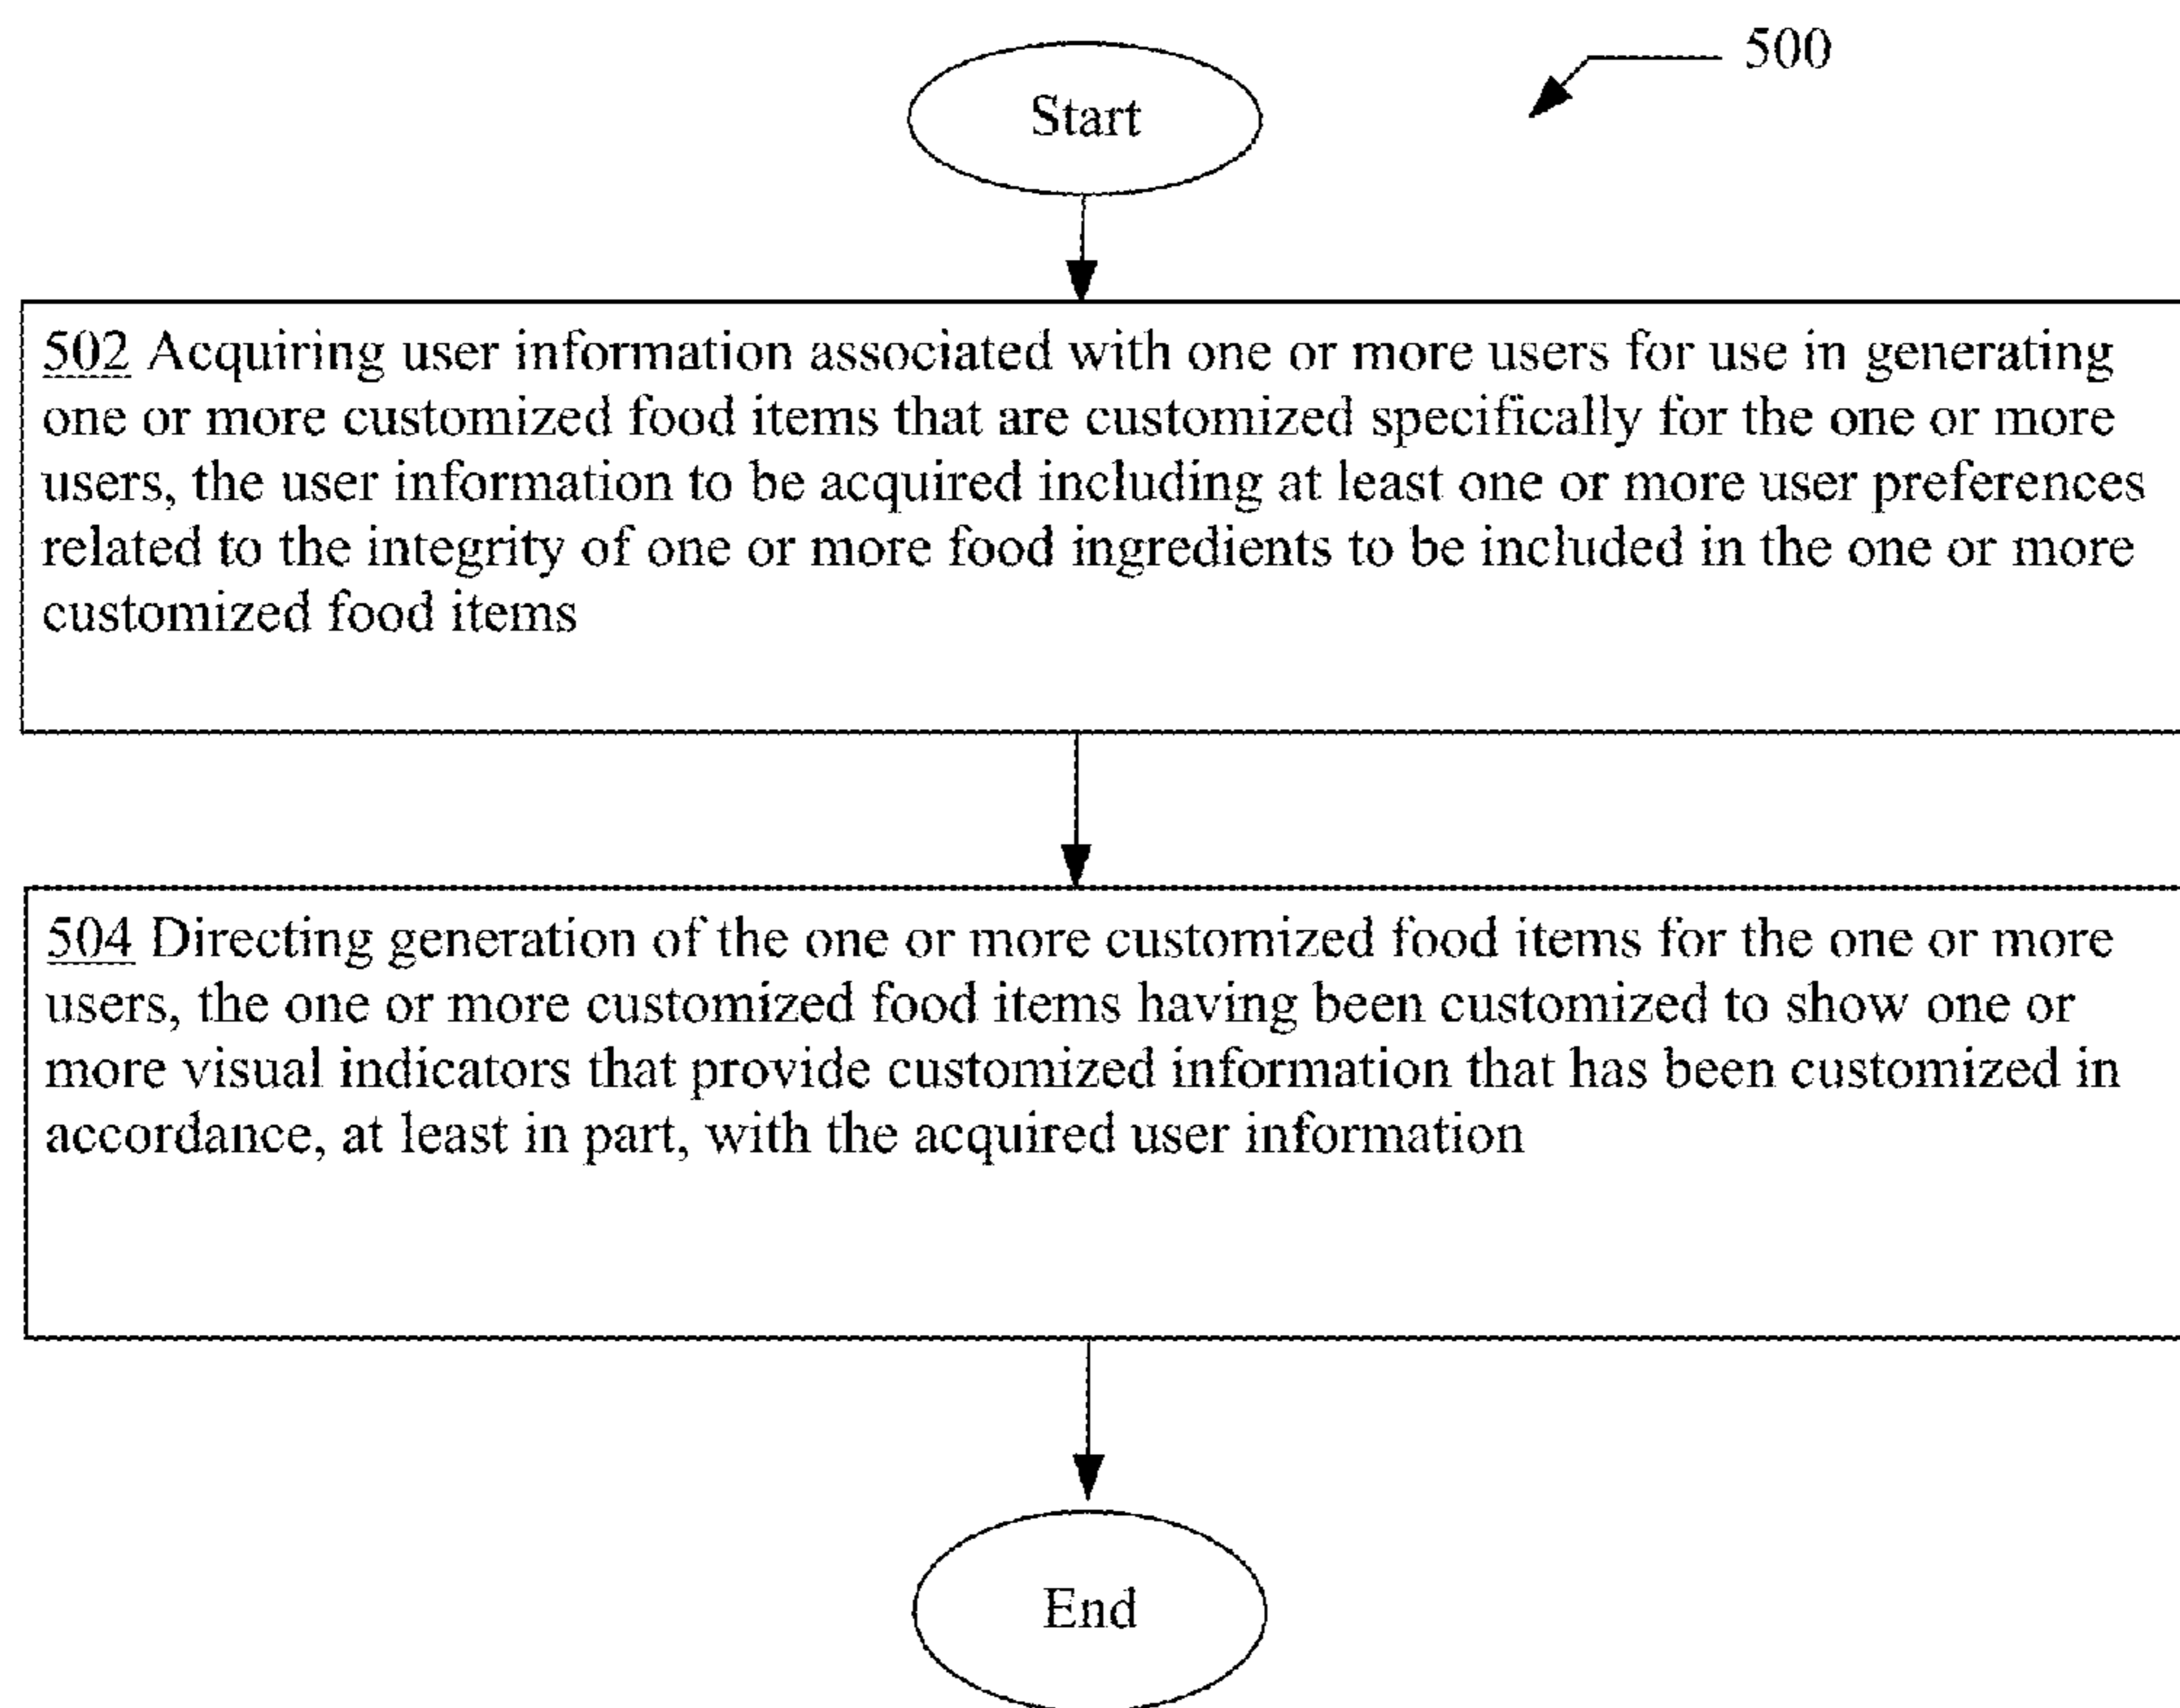 Start
500
502 Acquiring user information associated with one or more users for use in generating
one or more customized food items that are customized specifically for the one or more
users, the user information to be acquired including at least one or more user preferences
related to the integrity of one or more food ingredients to be included in the one or more
customized food items
504 Directing generation of the one or more customized food items for the one or more
users, the one or more customized food items having been customized to show one or
more visual indicators that provide customized information that has been customized in
accordance, at least in part, with the acquired user information
End